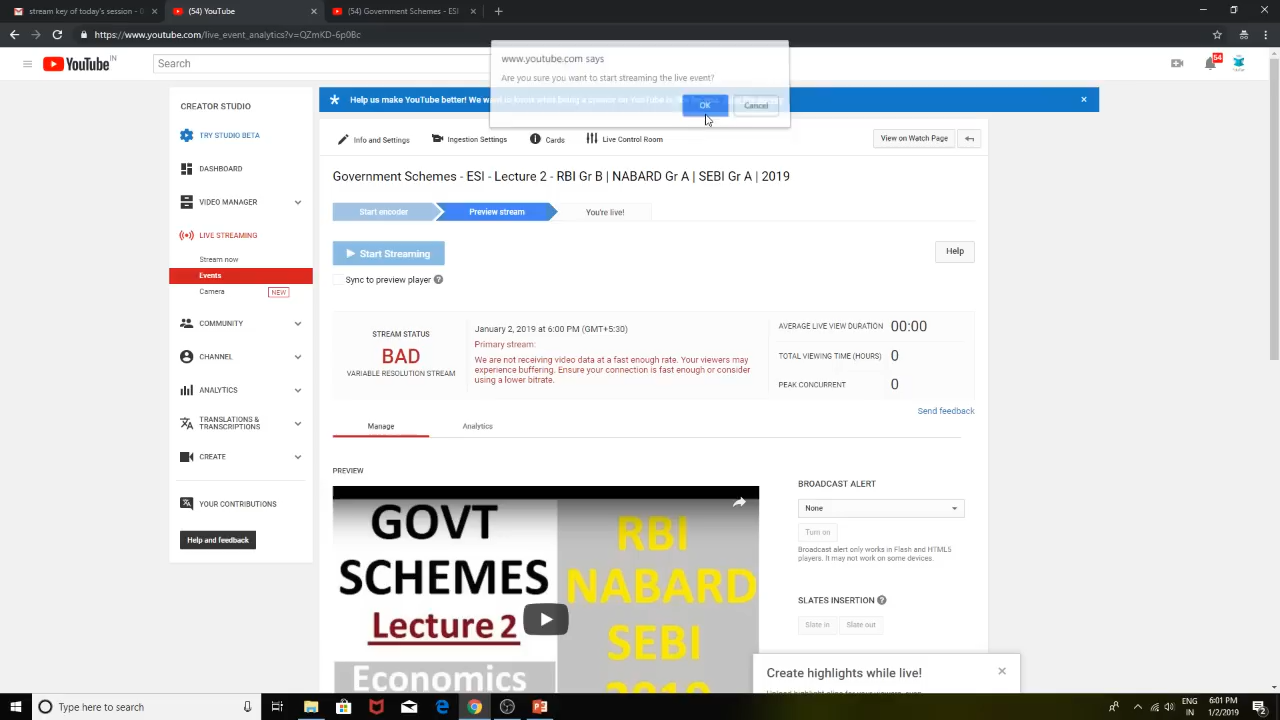 stream key of today's session - G
(54) YouTube
(54) Government Schemes - ESI
https://www.youtube.com/live_event_analytics?v=QZmKD-6p0Bc
YouTube IN
Search
54
www.youtube.com says
Are you sure you want to start streaming the live event?
OK
Cancel
Help us make YouTube better!
CREATOR STUDIO
TRY STUDIO BETA
DASHBOARD
VIDEO MANAGER
LIVE STREAMING
Stream now
Events
Camera NEW
COMMUNITY
CHANNEL
ANALYTICS
TRANSLATIONS &
TRANSCRIPTIONS
CREATE
YOUR CONTRIBUTIONS
Help and feedback
Info and Settings
Ingestion Settings
Cards
Live Control Room
View on Watch Page
Government Schemes - ESI - Lecture 2 - RBI Gr B | NABARD Gr A | SEBI Gr A | 2019
Start encoder
Preview stream
You're live!
Start Streaming
Help
Sync to preview player ?
STREAM STATUS
BAD
VARIABLE RESOLUTION STREAM
January 2, 2019 at 6:00 PM (GMT+5:30)
Primary stream:
We are not receiving video data at a fast enough rate. Your viewers may
experience buffering. Ensure your connection is fast enough or consider
using a lower bitrate.
AVERAGE LIVE VIEW DURATION 00:00
TOTAL VIEWING TIME (HOURS) 0
PEAK CONCURRENT 0
Send feedback
Manage
Analytics
PREVIEW
GOVT
SCHEMES
Lecture 2
Economics
RBI
NABARD
SEBI
2019
BROADCAST ALERT
None
Turn on
Broadcast alert only works in Flash and HTML5
players. It may not work on some devices.
SLATES INSERTION ?
Slate in
Slate out
Create highlights while live!
Type here to search
ENG
IN
6:01 PM
1/2/2019